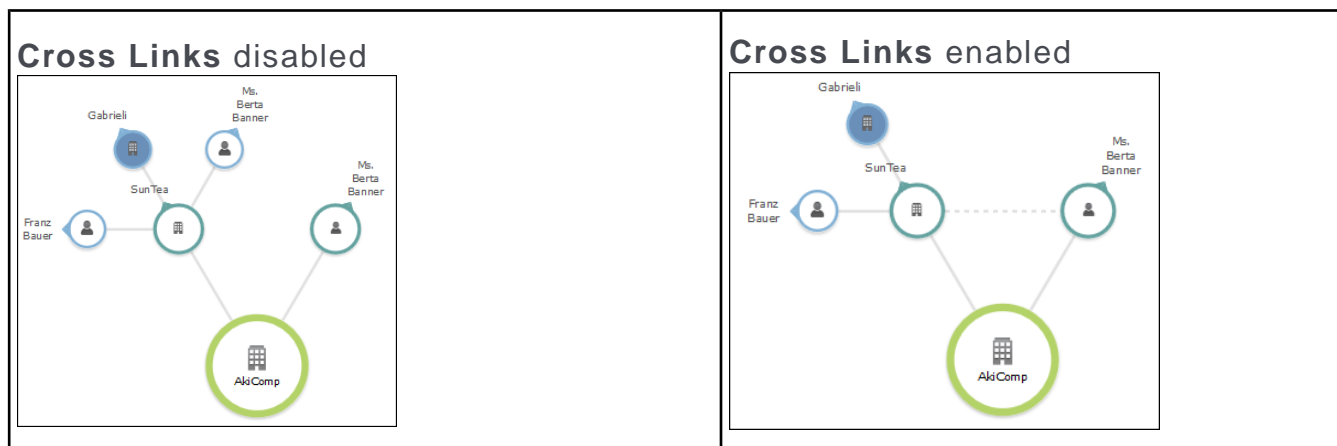 Cross Links disabled
Ms.
Berta
Banner
Gabrieli
Ms.
Berta
Banner
SunTea
Franz
Bauer
AkiComp
Cross Links enabled
Gabrieli
Ms.
Berta
Banner
SunTea
Franz
Bauer
AkiComp